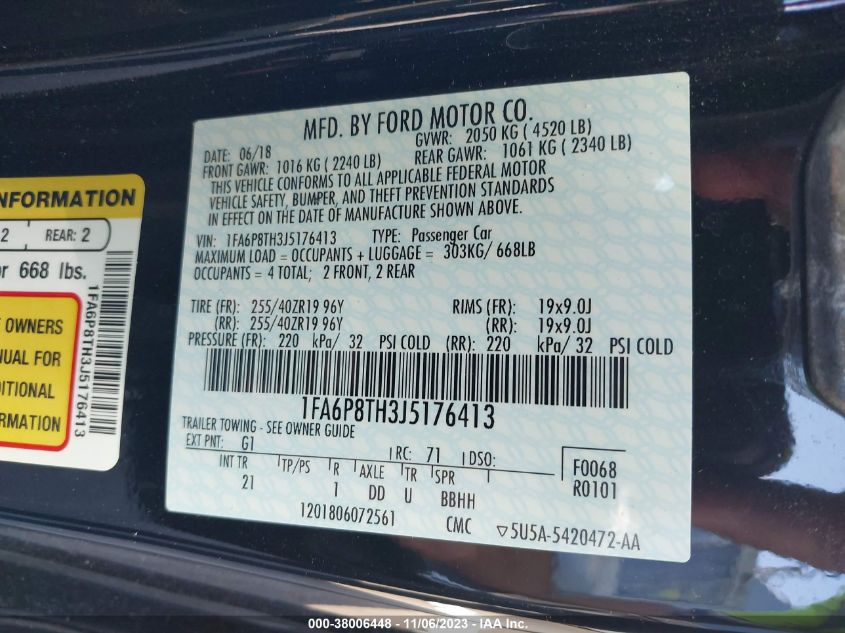 MFD. BY FORD MOTOR CO.
DATE: 06/18 GVWR: 2050 KG ( 4520 LB)
FRONT GAWR: 1016 KG ( 2240 LB) REAR GAWR: 1061 KG ( 2340 LB)
THIS VEHICLE CONFORMS TO ALL APPLICABLE FEDERAL MOTOR
VEHICLE SAFETY, BUMPER, AND THEFT PREVENTION STANDARDS
IN EFFECT ON THE DATE OF MANUFACTURE SHOWN ABOVE.
VIN: 1FA6P8TH3J5176413 TYPE: Passenger Car
MAXIMUM LOAD = OCCUPANTS + LUGGAGE = 303KG/ 668LB
OCCUPANTS = 4 TOTAL; 2 FRONT, 2 REAR
TIRE (FR): 255/40ZR19 96Y RIMS (FR): 19x9.0J
(RR): 255/40ZR19 96Y (RR): 19x9.0J
PRESSURE (FR): 220 kPa/ 32 PSI COLD (RR): 220 kPa/ 32 PSI COLD
1FA6P8TH3J5176413
TRAILER TOWING - SEE OWNER GUIDE
EXT PNT: G1 RC: 71 DSO:
INT TR TP/PS R AXLE TR SPR
21 1 DD U BBHH
F0068
R0101
1201806072561 CMC ▽5U5A-5420472-AA
INFORMATION
2 REAR: 2
or 668 lbs.
OWNERS
NUAL FOR
DITIONAL
RMATION
1FA6P8TH3J5176413
000-38006448 - 11/06/2023 - IAA Inc.